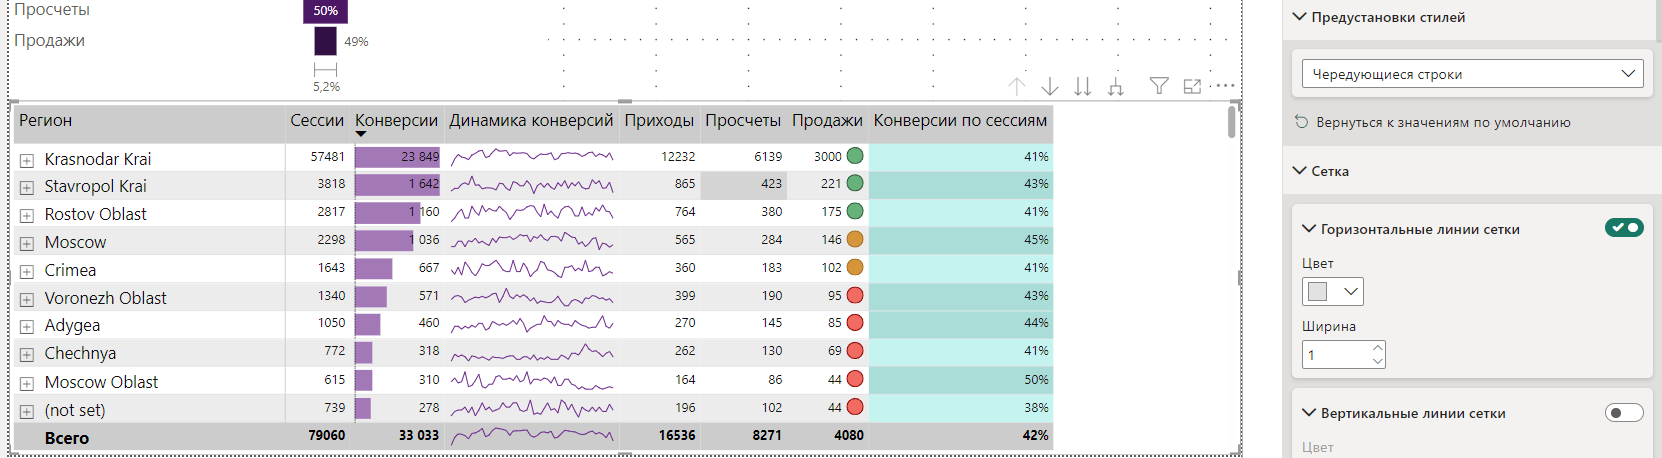 Просчеты
50%
Продажи
49%
5,2%
Регион Сессии Конверсии Динамика конверсий Приходы Просчеты Продажи Конверсии по сессиям
Krasnodar Krai 57481 23 849 12232 6139 3000 41%
Stavropol Krai 3818 1 642 865 423 221 43%
Rostov Oblast 2817 1 160 764 380 175 41%
Moscow 2298 1 036 565 284 146 45%
Crimea 1643 667 360 183 102 41%
Voronezh Oblast 1340 571 399 190 95 43%
Adygea 1050 460 270 145 85 44%
Chechnya 772 318 262 130 69 41%
Moscow Oblast 615 310 164 86 44 50%
(not set) 739 278 196 102 44 38%
Всего 79060 33 033 16536 8271 4080 42%
Предустановки стилей
Чередующиеся строки
Вернуться к значениям по умолчанию
Сетка
Горизонтальные линии сетки
Цвет
Ширина
1
Вертикальные линии сетки
Цвет